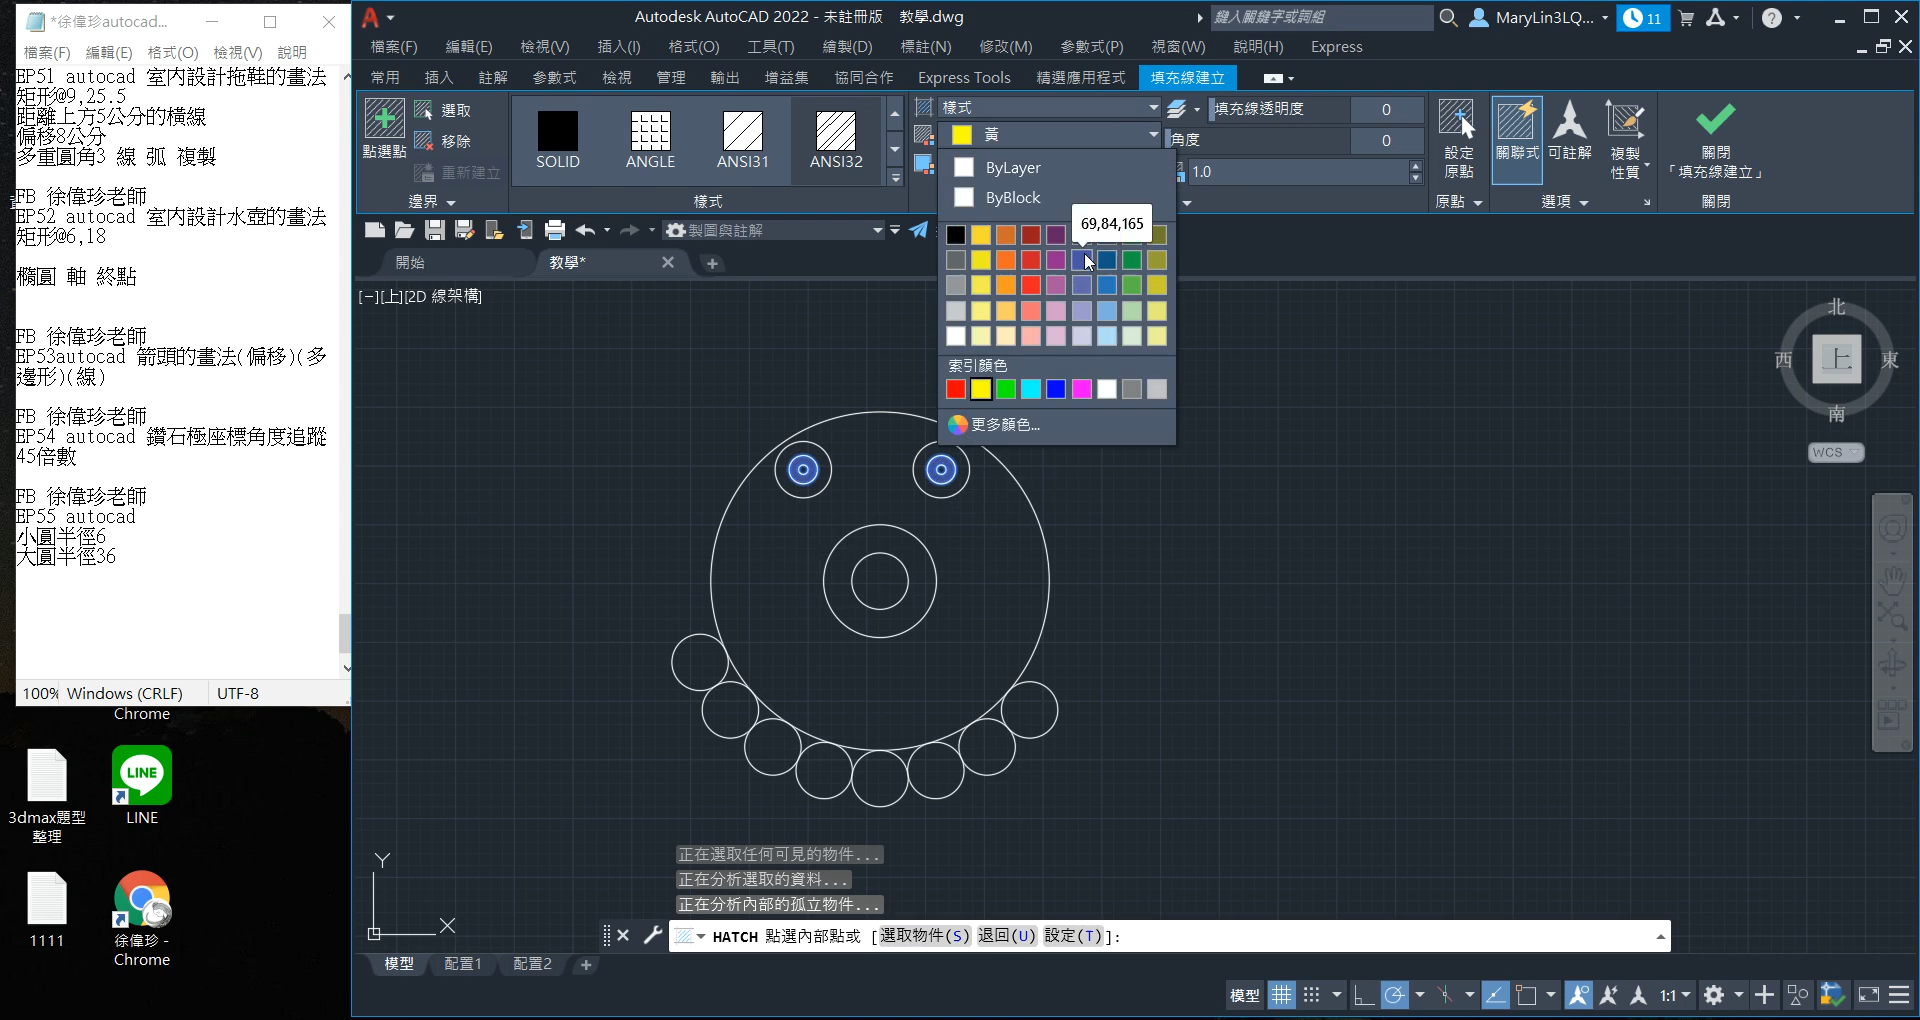 *徐偉珍autocad...
檔案(F) 編輯(E) 格式(O) 檢視(V) 說明
EP51 autocad 室內設計拖鞋的畫法
矩形@9,25.5
距離上方5公分的橫線
偏移8公分
多重圓角3 線 弧 複製
FB 徐偉珍老師
EP52 autocad 室內設計水壺的畫法
矩形@6,18
橢圓 軸 終點
FB 徐偉珍老師
EP53autocad 箭頭的畫法(偏移)(多
邊形)(線)
FB 徐偉珍老師
EP54 autocad 鑽石極座標角度追蹤
45倍數
FB 徐偉珍老師
EP55 autocad
小圓半徑6
大圓半徑36
100% Windows (CRLF) UTF-8
Chrome
LINE
3dmax題型
整理
LINE
1111
徐偉珍 -
Chrome
Autodesk AutoCAD 2022 - 未註冊版 教學.dwg
鍵入關鍵字或詞組
MaryLin3LQ...
11
檔案(F) 編輯(E) 檢視(V) 插入(I) 格式(O) 工具(T) 繪製(D) 標註(N) 修改(M) 參數式(P) 視窗(W) 說明(H) Express
常用 插入 註解 參數式 檢視 管理 輸出 增益集 協同合作 Express Tools 精選應用程式 填充線建立
點選點
選取
移除
重新建立
邊界
SOLID ANGLE ANSI31 ANSI32
樣式
樣式
黃
填充線透明度 0
角度 0
1.0
設定
原點
原點
關聯式 可註解
複製
性質
選項
關閉
「填充線建立」
關閉
ByLayer
ByBlock
69,84,165
索引顏色
更多顏色...
製圖與註解
開始 教學*
[−][上][2D 線架構]
北
西 上 東
南
WCS
Y
X
正在選取任何可見的物件...
正在分析選取的資料...
正在分析內部的孤立物件...
HATCH 點選內部點或 [選取物件(S) 退回(U) 設定(T)]:
模型 配置1 配置2
模型
1:1